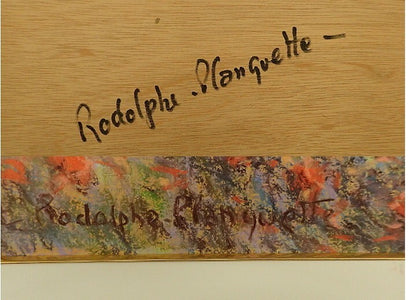 Rodolphe. Planquette —
Rodolphe. Planquette